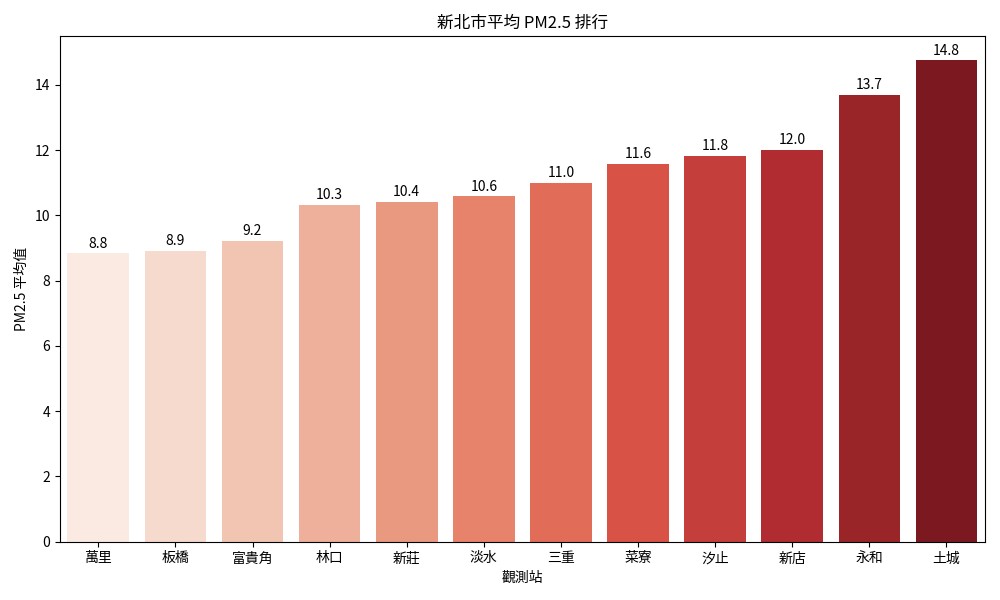 新北市平均 PM2.5 排行
PM2.5 平均值
14
12
10
8
6
4
2
0
8.8
8.9
9.2
10.3
10.4
10.6
11.0
11.6
11.8
12.0
13.7
14.8
萬里
板橋
富貴角
林口
新莊
淡水
三重
菜寮
汐止
新店
永和
土城
觀測站